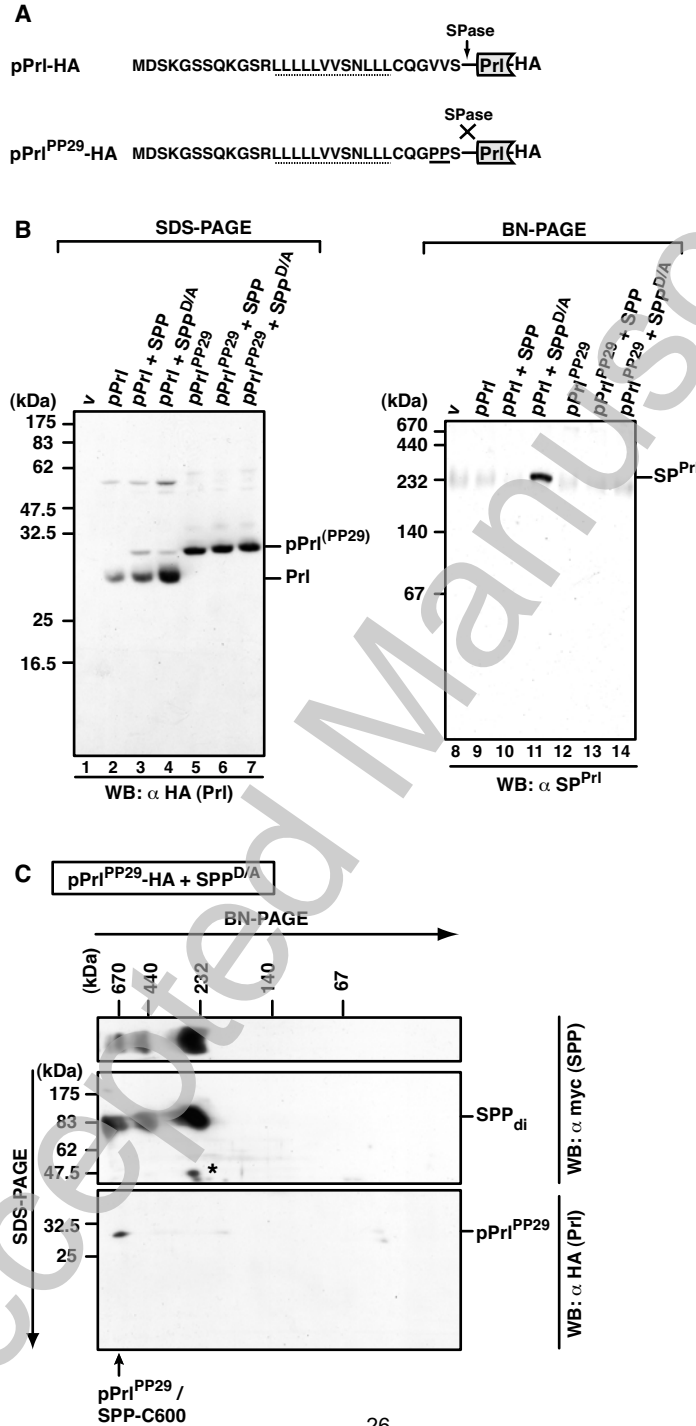 A
SPase
pPrl-HA MDSKGSSQKGSRLLLLLVVSNLLLCQGVVS Prl HA
SPase
pPrlPP29-HA MDSKGSSQKGSRLLLLLVVSNLLLCQGPPS Prl HA
B
SDS-PAGE
v
pPrl
pPrl + SPP
pPrl + SPPD/A
pPrlPP29
pPrlPP29 + SPP
pPrlPP29 + SPPD/A
(kDa)
175
83
62
47.5
32.5
25
16.5
pPrl(PP29)
Prl
1 2 3 4 5 6 7
WB: α HA (Prl)
BN-PAGE
v
pPrl
pPrl + SPP
pPrl + SPPD/A
pPrlPP29
pPrlPP29 + SPP
pPrlPP29 + SPPD/A
(kDa)
670
440
232
140
67
SPPrl
8 9 10 11 12 13 14
WB: α SPPrl
C
pPrlPP29-HA + SPPD/A
BN-PAGE
(kDa) 670 440 232 140 67
(kDa)
175
83
62
47.5
SPPdi
*
WB: α myc (SPP)
SDS-PAGE
32.5
25
pPrlPP29
WB: α HA (Prl)
pPrlPP29 /
SPP-C600
26
ccepted Manusc